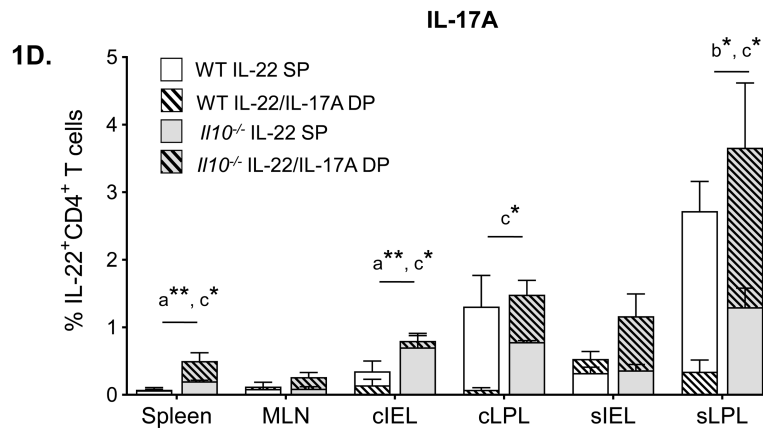 IL-17A
1D.
% IL-22⁺CD4⁺ T cells
5
4
3
2
1
0
WT IL-22 SP
WT IL-22/IL-17A DP
Il10⁻/⁻ IL-22 SP
Il10⁻/⁻ IL-22/IL-17A DP
a**, c*
a**, c*
c*
b*, c*
Spleen MLN cIEL cLPL sIEL sLPL